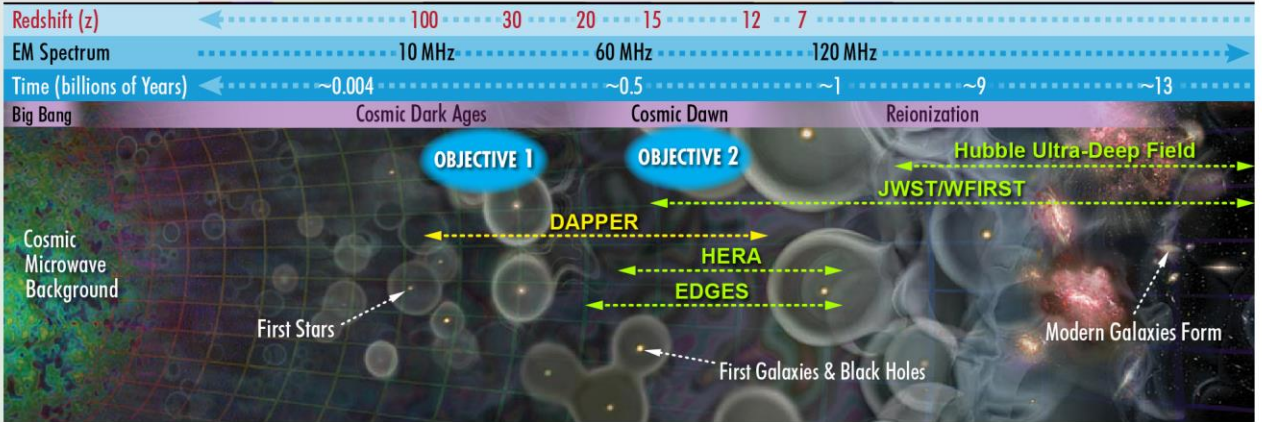 Redshift (z) 100 30 20 15 12 7
EM Spectrum 10 MHz 60 MHz 120 MHz
Time (billions of Years) ~0.004 ~0.5 ~1 ~9 ~13
Big Bang Cosmic Dark Ages Cosmic Dawn Reionization
OBJECTIVE 1 OBJECTIVE 2
Hubble Ultra-Deep Field
JWST/WFIRST
DAPPER
HERA
EDGES
Cosmic
Microwave
Background
First Stars
First Galaxies & Black Holes
Modern Galaxies Form